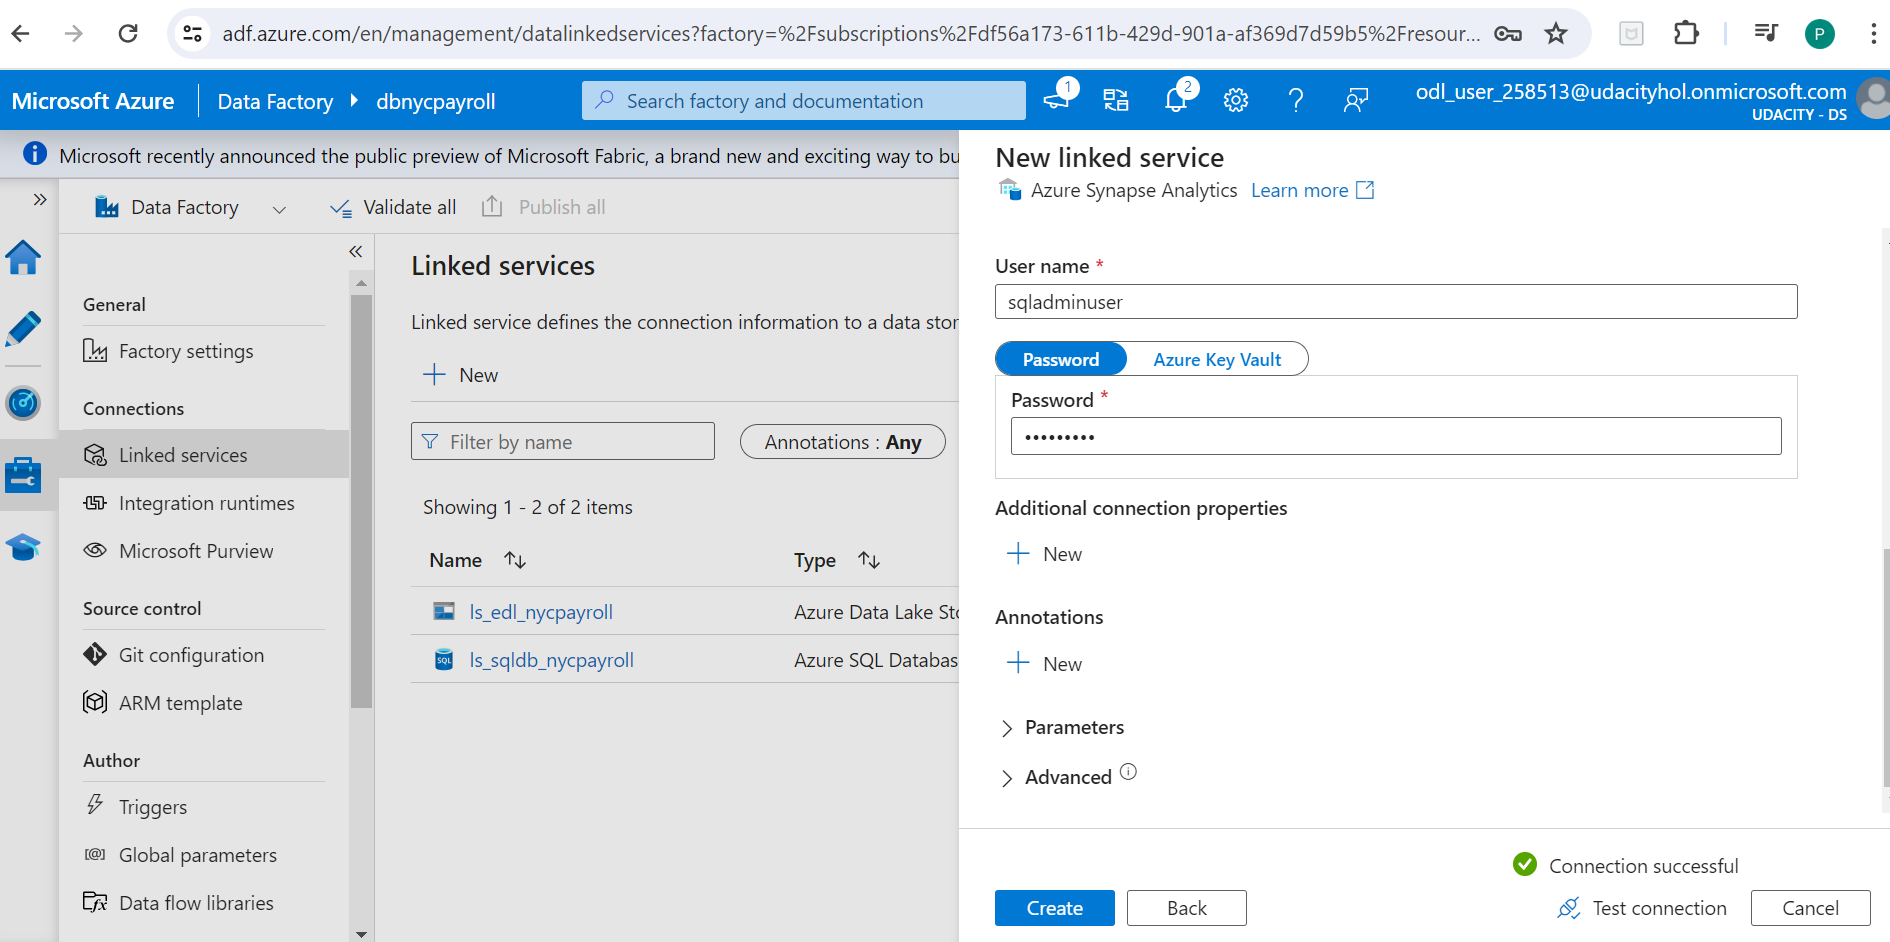 adf.azure.com/en/management/datalinkedservices?factory=%2Fsubscriptions%2Fdf56a173-611b-429d-901a-af369d7d59b5%2Fresour...
P
Microsoft Azure
Data Factory
dbnycpayroll
Search factory and documentation
1
2
odl_user_258513@udacityhol.onmicrosoft.com
UDACITY - DS
Microsoft recently announced the public preview of Microsoft Fabric, a brand new and exciting way to bu
Data Factory
Validate all
Publish all
General
Factory settings
Connections
Linked services
Integration runtimes
Microsoft Purview
Source control
Git configuration
ARM template
Author
Triggers
Global parameters
Data flow libraries
Linked services
Linked service defines the connection information to a data stor
New
Filter by name
Annotations : Any
Showing 1 - 2 of 2 items
Name
Type
ls_edl_nycpayroll
Azure Data Lake Sto
SQL
ls_sqldb_nycpayroll
Azure SQL Databas
New linked service
Azure Synapse Analytics
Learn more
User name *
sqladminuser
Password
Azure Key Vault
Password *
•••••••••
Additional connection properties
New
Annotations
New
Parameters
Advanced
Connection successful
Create
Back
Test connection
Cancel